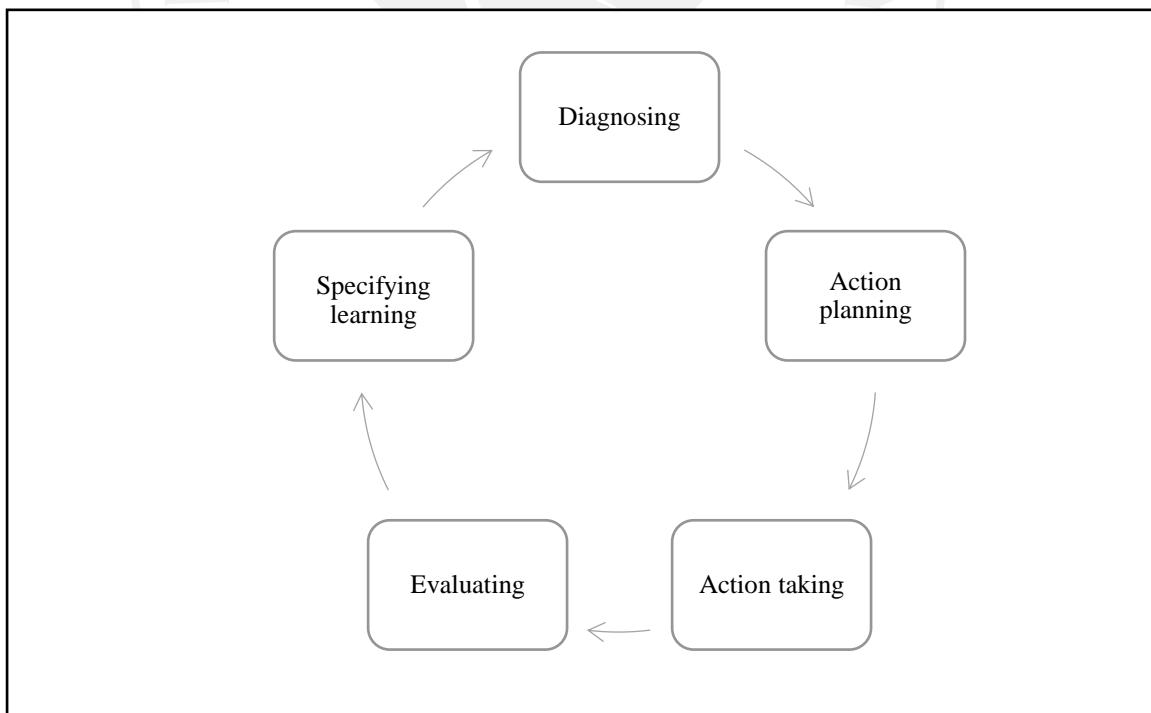 Diagnosing
Action
planning
Action taking
Evaluating
Specifying
learning